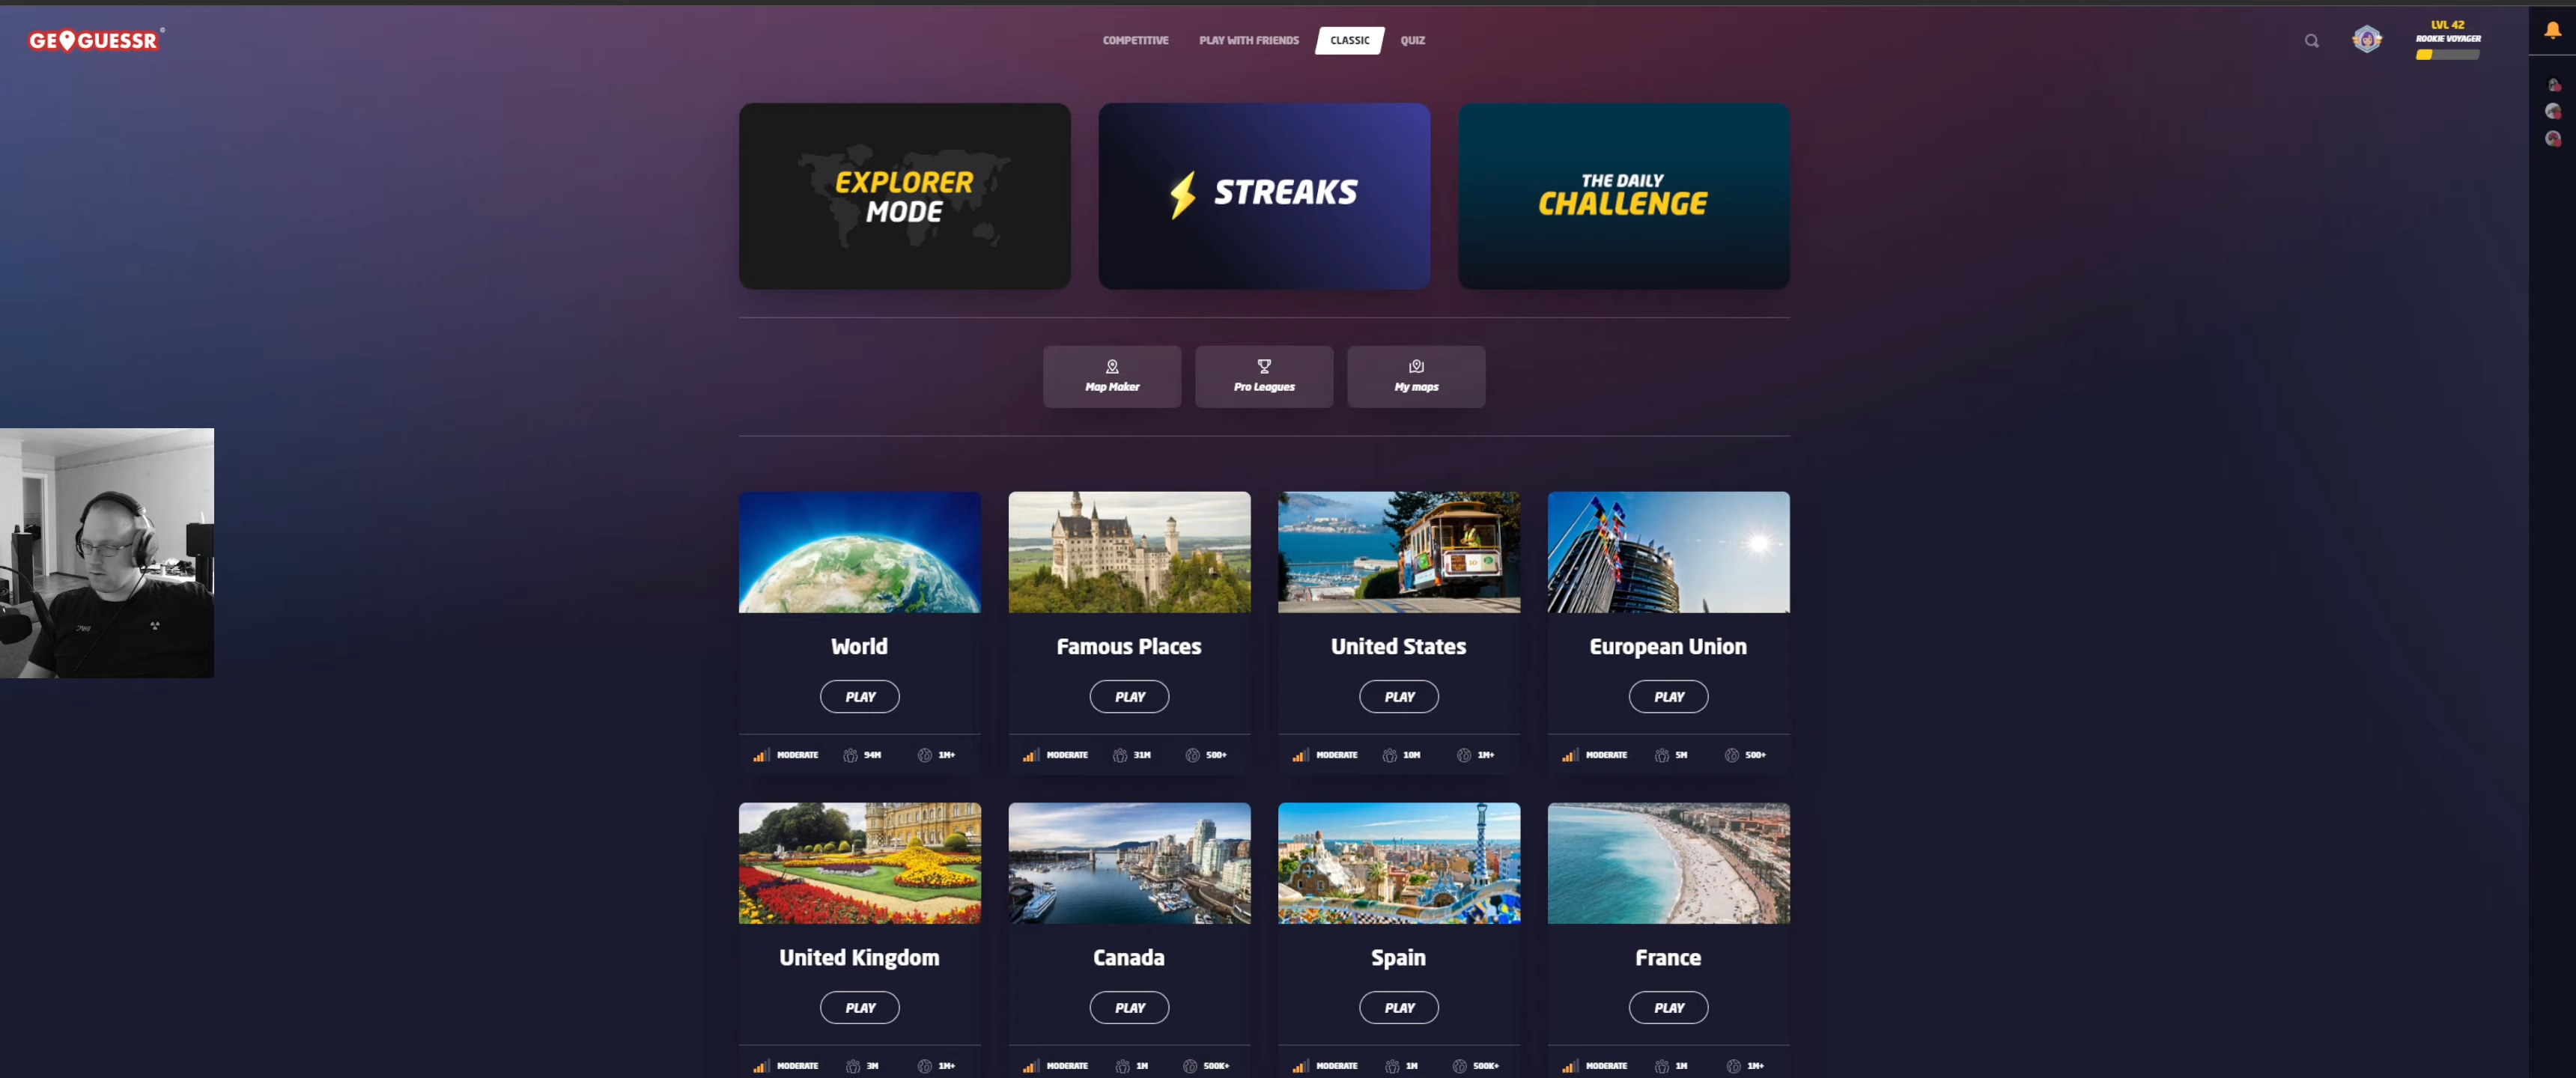 GEOGUESSR
COMPETITIVE PLAY WITH FRIENDS CLASSIC QUIZ
LVL 42
ROOKIE VOYAGER
EXPLORER
MODE
STREAKS
THE DAILY
CHALLENGE
Map Maker
Pro Leagues
My maps
World
PLAY
MODERATE 94M 1M+
Famous Places
PLAY
MODERATE 31M 500+
United States
PLAY
MODERATE 10M 1M+
European Union
PLAY
MODERATE 5M 500+
United Kingdom
PLAY
MODERATE 3M 1M+
Canada
PLAY
MODERATE 1M 500K+
Spain
PLAY
MODERATE 1M 500K+
France
PLAY
MODERATE 1M 1M+